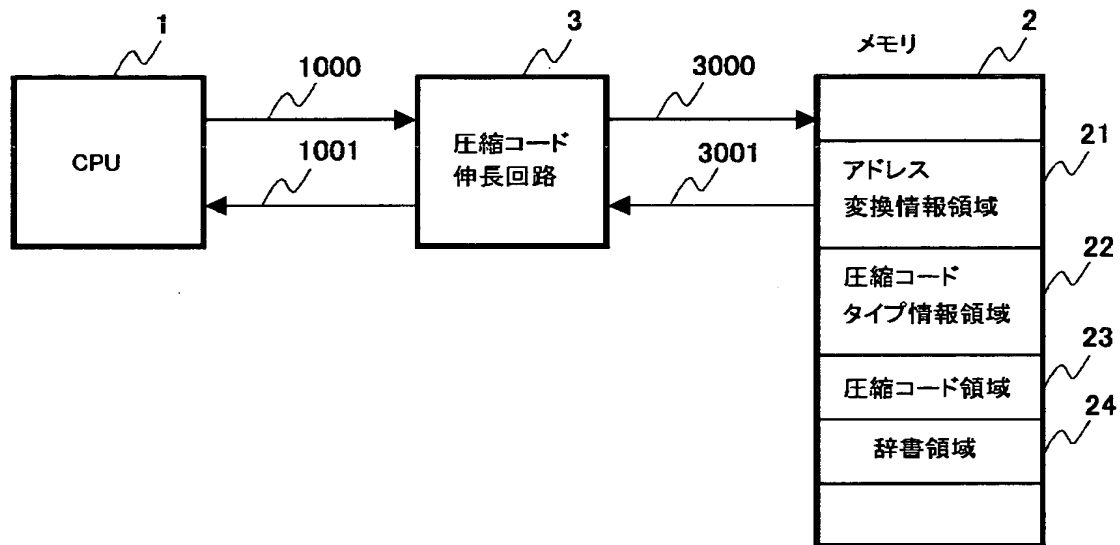 1
3
メモリ
2
1000
3000
CPU
圧縮コード
伸長回路
1001
3001
21
アドレス
変換情報領域
22
圧縮コード
タイプ情報領域
23
圧縮コード領域
24
辞書領域